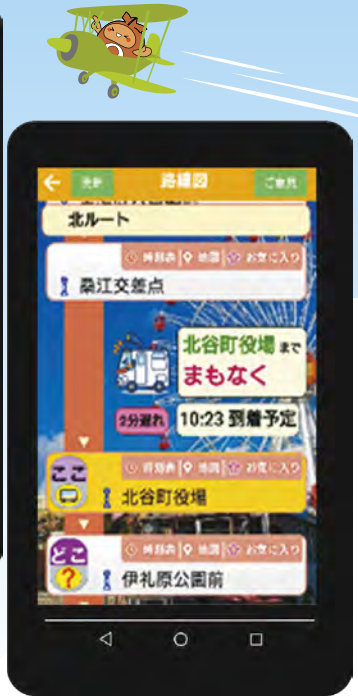 路線図
ご意見
北ルート
時刻表 地図 お気に入り
桑江交差点
北谷町役場 まで
まもなく
2分遅れ
10:23 到着予定
ここ
時刻表 地図 お気に入り
北谷町役場
どこ
?
時刻表 地図 お気に入り
伊礼原公園前